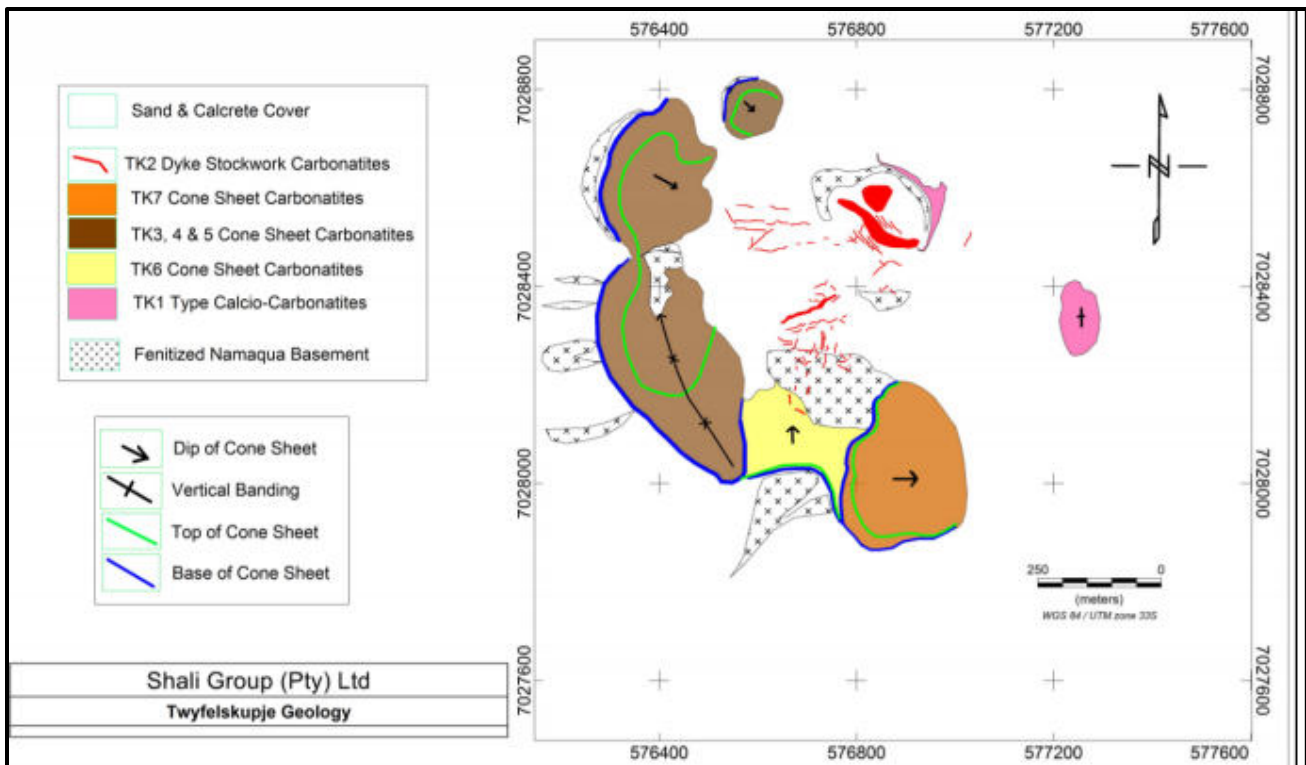 576400 576800 577200 577600
7028800 7028800
Sand & Calcrete Cover
TK2 Dyke Stockwork Carbonatites
TK7 Cone Sheet Carbonatites
TK3, 4 & 5 Cone Sheet Carbonatites
TK6 Cone Sheet Carbonatites
TK1 Type Calcio-Carbonatites
Fenitized Namaqua Basement
N
7028400 7028400
Dip of Cone Sheet
Vertical Banding
Top of Cone Sheet
Base of Cone Sheet
7028000 7028000
250 0
(meters)
WGS 84 / UTM zone 33S
7027600 7027600
Shali Group (Pty) Ltd
Twyfelskupje Geology
576400 576800 577200 577600